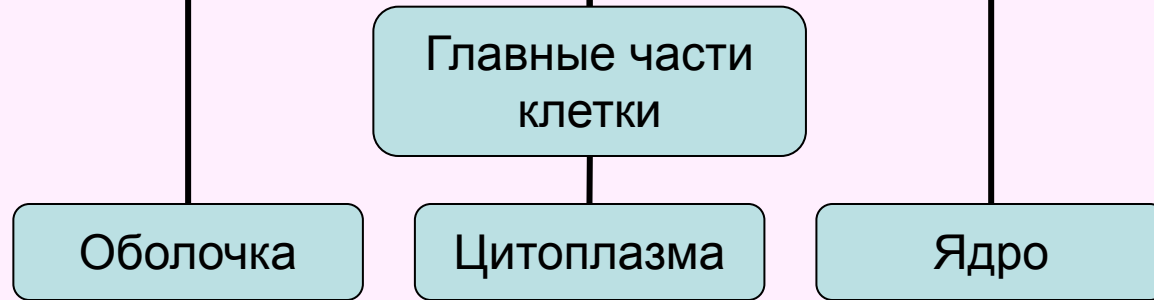 Главные части
клетки
Оболочка
Цитоплазма
Ядро